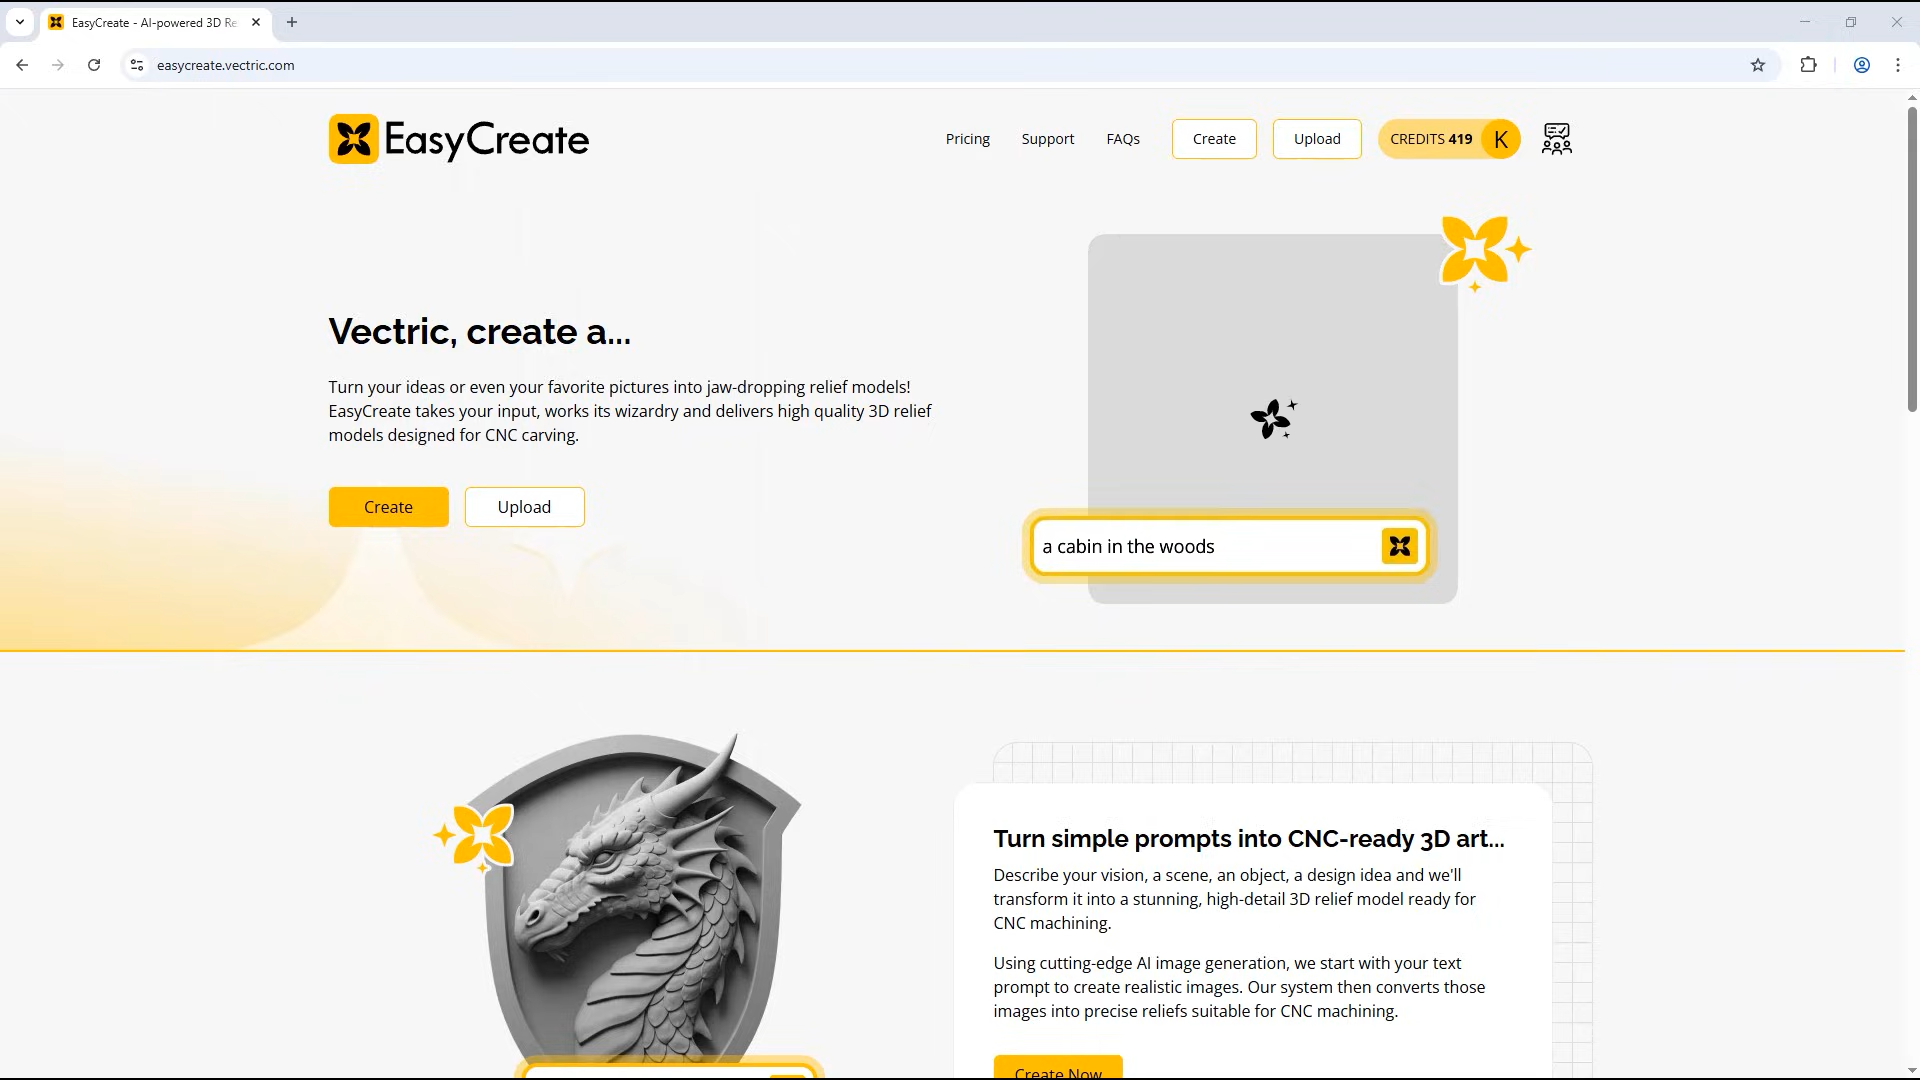 EasyCreate - AI-powered 3D Re
easycreate.vectric.com
EasyCreate
Pricing
Support
FAQs
Create
Upload
CREDITS 419
K
Vectric, create a...
Turn your ideas or even your favorite pictures into jaw-dropping relief models!
EasyCreate takes your input, works its wizardry and delivers high quality 3D relief
models designed for CNC carving.
Create
Upload
a cabin in the woods
Turn simple prompts into CNC-ready 3D art...
Describe your vision, a scene, an object, a design idea and we'll
transform it into a stunning, high-detail 3D relief model ready for
CNC machining.
Using cutting-edge AI image generation, we start with your text
prompt to create realistic images. Our system then converts those
images into precise reliefs suitable for CNC machining.
Create Now